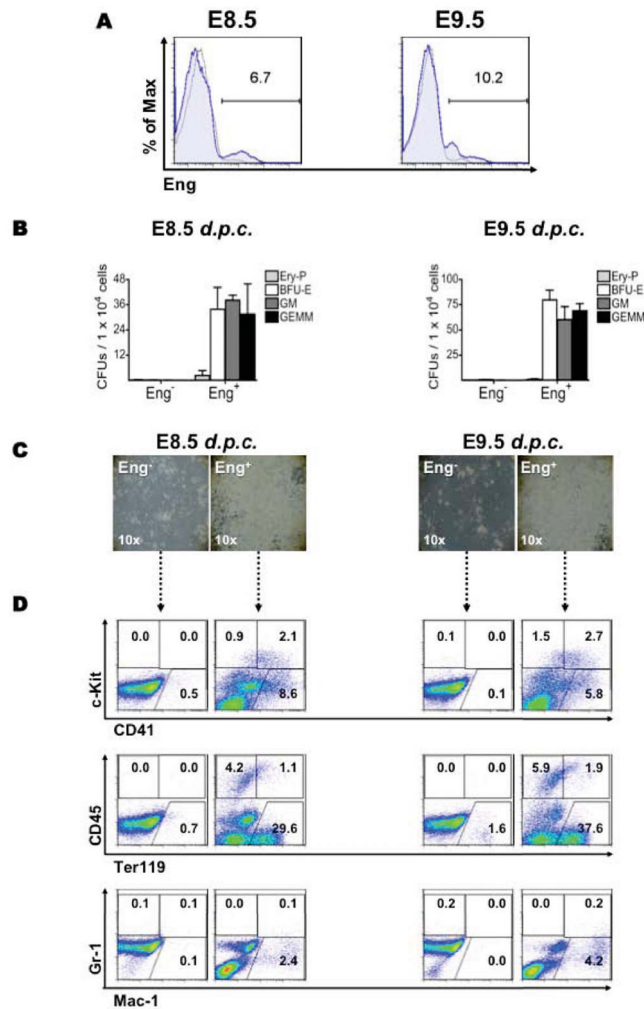 A
E8.5 E9.5
% of Max
6.7 10.2
Eng
B
E8.5 d.p.c. E9.5 d.p.c.
CFUs / 1 x 10⁴ cells
48
36
24
12
Ery-P
BFU-E
GM
GEMM
Eng⁻ Eng⁺
CFUs / 1 x 10⁴ cells
100
75
50
25
Ery-P
BFU-E
GM
GEMM
Eng⁻ Eng⁺
C
E8.5 d.p.c. E9.5 d.p.c.
Eng⁻ Eng⁺ Eng⁻ Eng⁺
10x 10x 10x 10x
D
c-Kit
0.0 0.0 0.9 2.1 0.1 0.0 1.5 2.7
0.5 8.6 0.1 5.8
CD41
CD45
0.0 0.0 4.2 1.1 0.0 0.0 5.9 1.9
0.7 29.6 1.6 37.6
Ter119
Gr-1
0.1 0.1 0.0 0.1 0.2 0.0 0.0 0.2
0.1 2.4 0.0 4.2
Mac-1